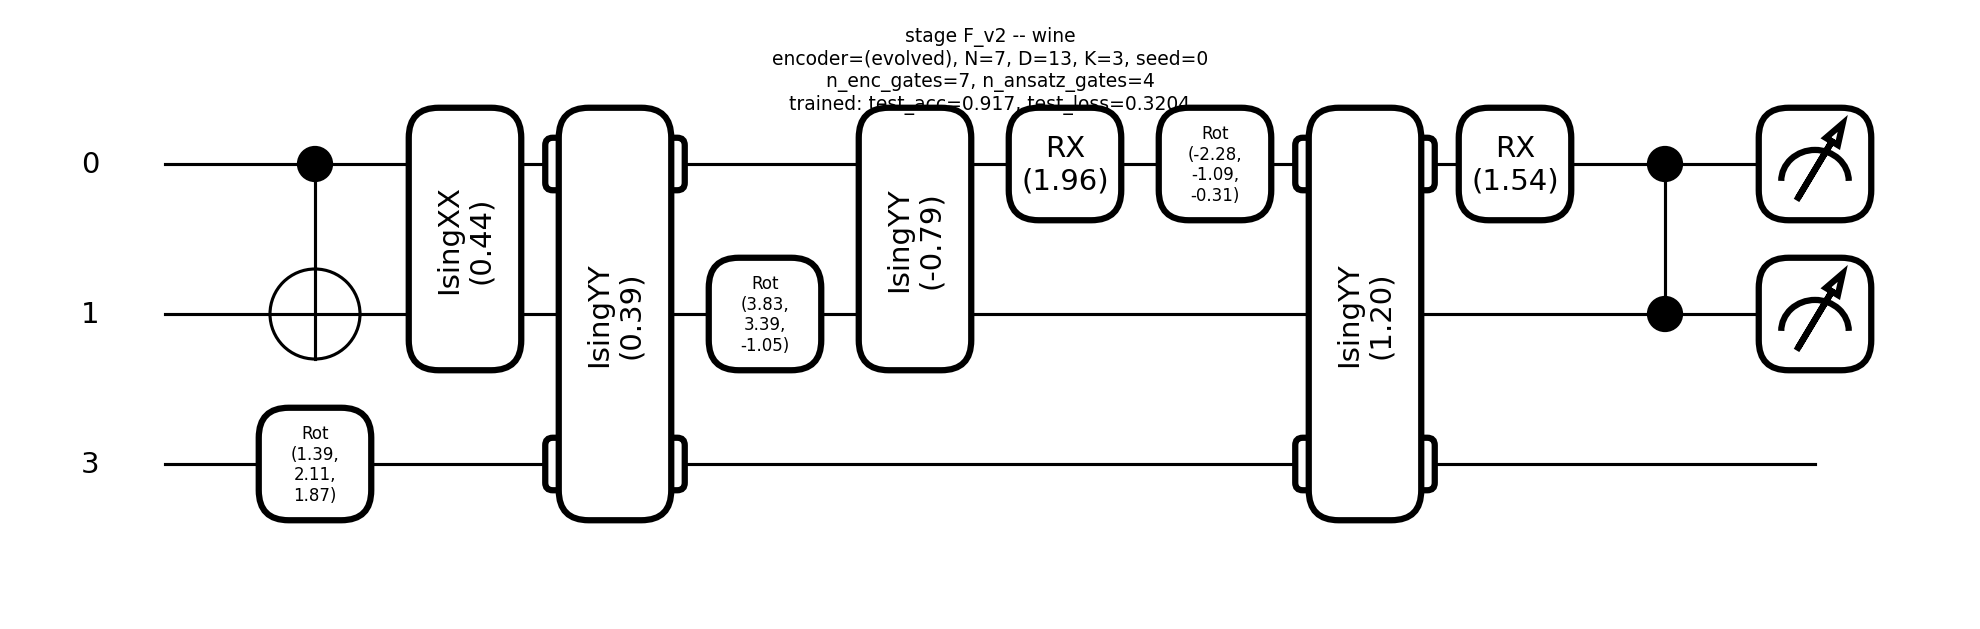 stage F_v2 -- wine
encoder=(evolved), N=7, D=13, K=3, seed=0
n_enc_gates=7, n_ansatz_gates=4
trained: test_acc=0.917, test_loss=0.3204
0
IsingXX
(0.44)
IsingYY
(-0.79)
RX
(1.96)
Rot
(-2.28,
-1.09,
-0.31)
RX
(1.54)
1
IsingYY
(0.39)
Rot
(3.83,
3.39,
-1.05)
IsingYY
(1.20)
3
Rot
(1.39,
2.11,
1.87)